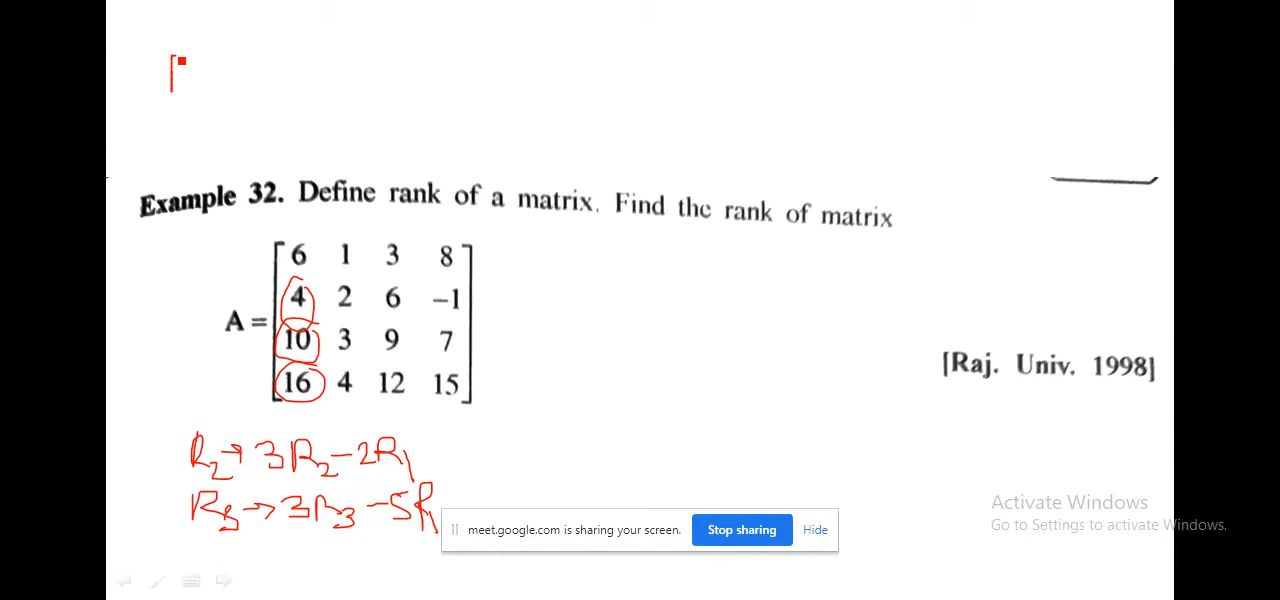 Example 32. Define rank of a matrix. Find the rank of matrix
6 1 3 8
4 2 6 −1
A = 10 3 9 7
16 4 12 15
[Raj. Univ. 1998]
R2 → 3R2 − 2R1
R3 → 3R3 − 5R1
meet.google.com is sharing your screen. Stop sharing Hide
Activate Windows
Go to Settings to activate Windows.